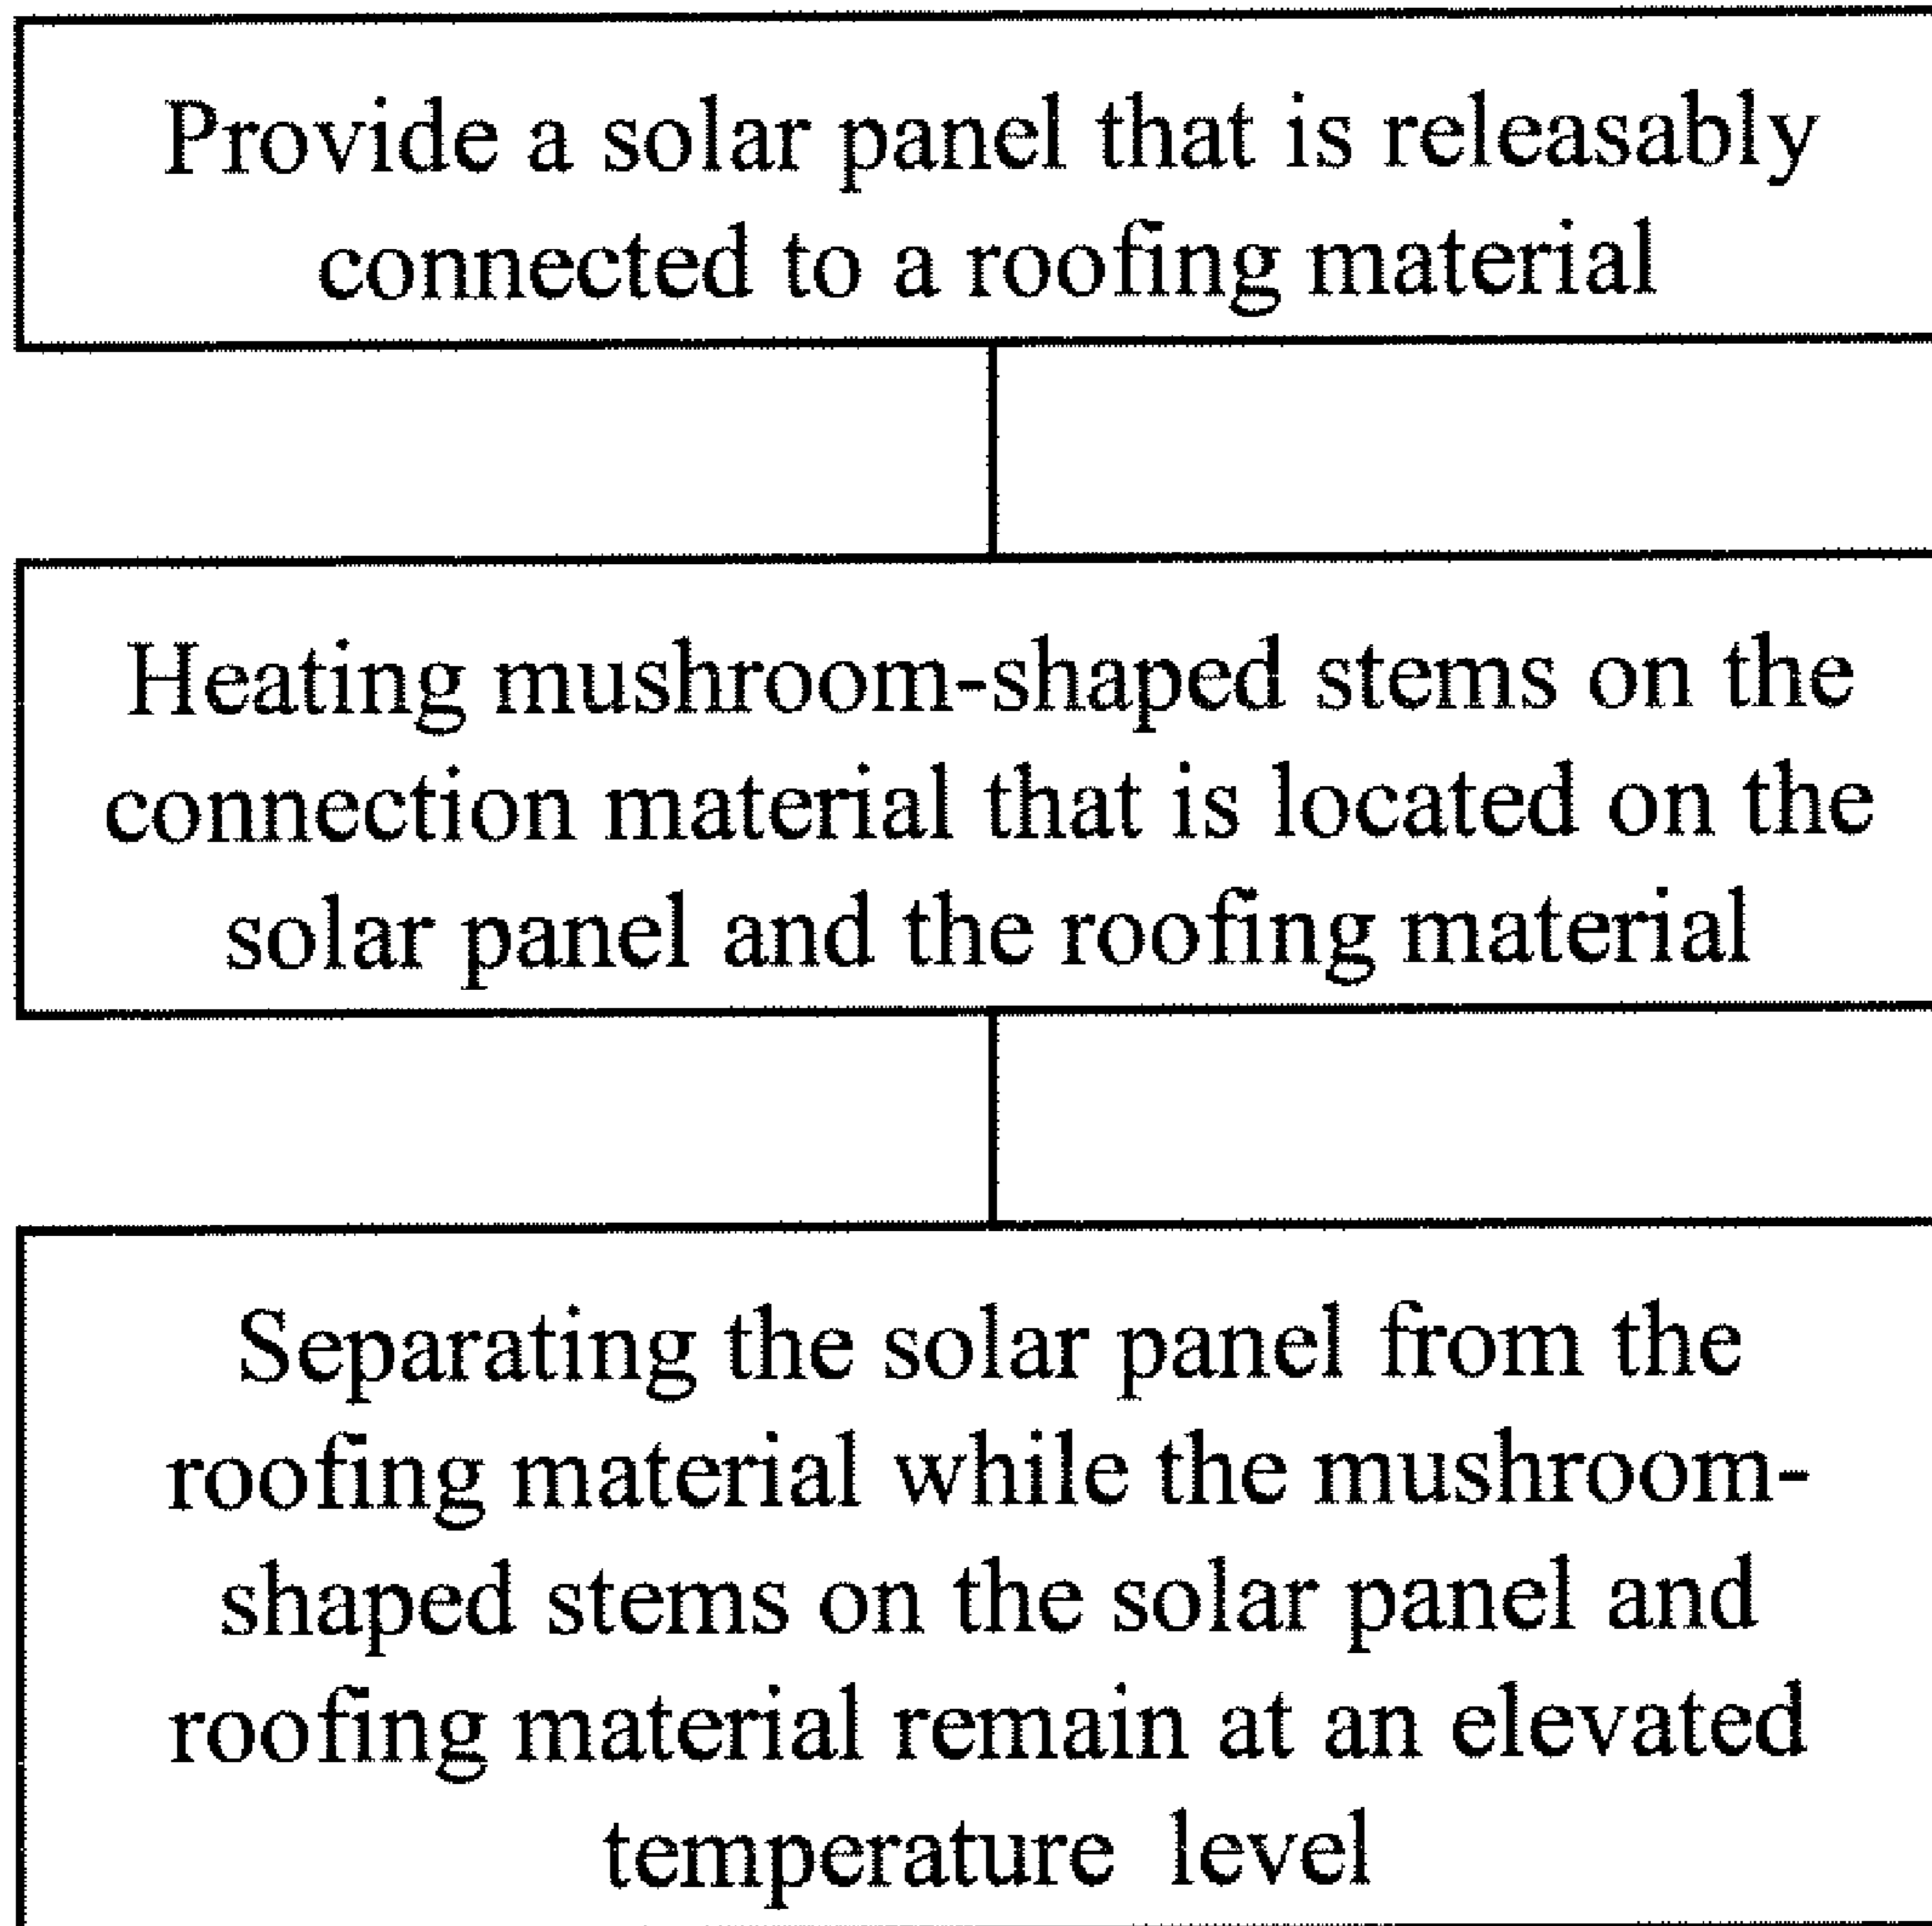 Provide a solar panel that is releasably
connected to a roofing material
Heating mushroom-shaped stems on the
connection material that is located on the
solar panel and the roofing material
Separating the solar panel from the
roofing material while the mushroom-
shaped stems on the solar panel and
roofing material remain at an elevated
temperature level